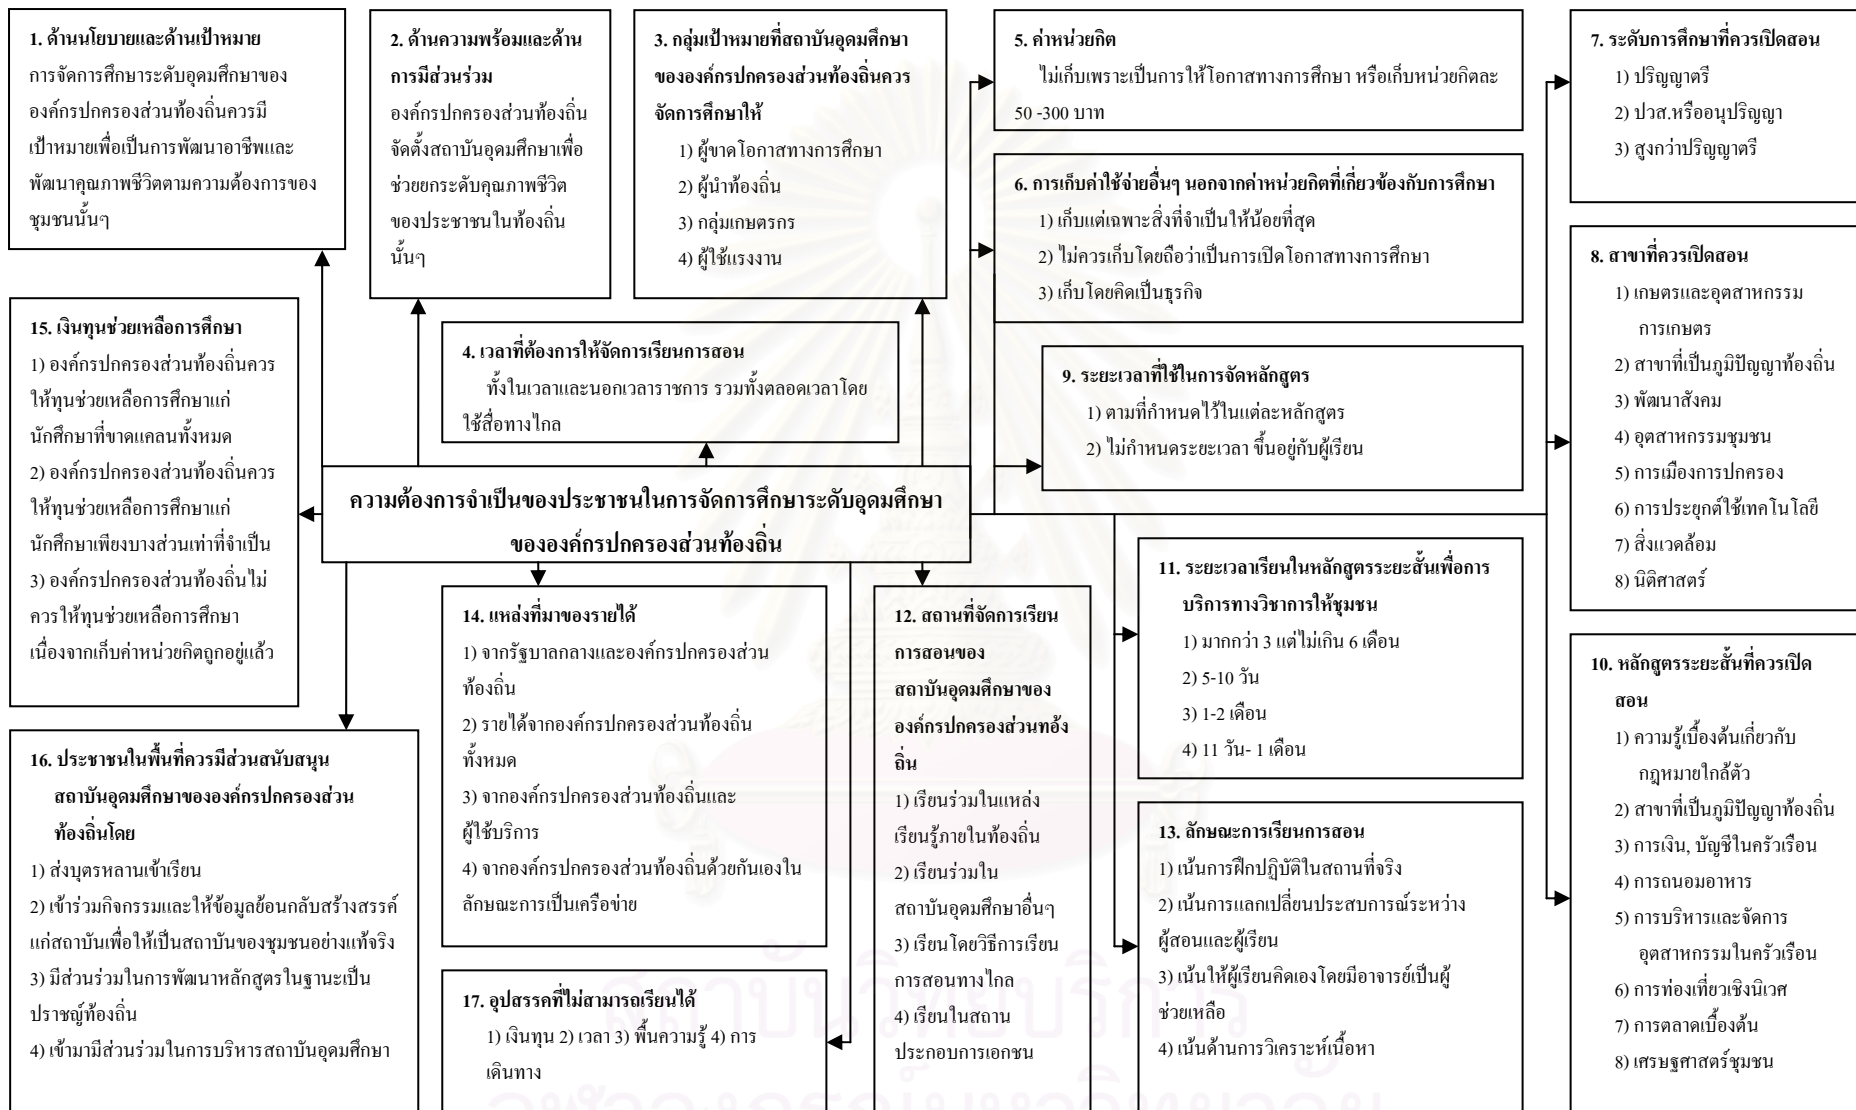 1. ด้านนโยบายและด้านเป้าหมาย
การจัดการศึกษาระดับอุดมศึกษาของ
องค์กรปกครองส่วนท้องถิ่นควรมี
เป้าหมายเพื่อเป็นการพัฒนาอาชีพและ
พัฒนาคุณภาพชีวิตตามความต้องการของ
ชุมชนนั้นๆ
2. ด้านความพร้อมและด้าน
การมีส่วนร่วม
องค์กรปกครองส่วนท้องถิ่น
จัดตั้งสถาบันอุดมศึกษาเพื่อ
ช่วยยกระดับคุณภาพชีวิต
ของประชาชนในท้องถิ่น
นั้นๆ
3. กลุ่มเป้าหมายที่สถาบันอุดมศึกษา
ขององค์กรปกครองส่วนท้องถิ่นควร
จัดการศึกษาให้
1) ผู้ขาดโอกาสทางการศึกษา
2) ผู้นำท้องถิ่น
3) กลุ่มเกษตรกร
4) ผู้ใช้แรงงาน
4. เวลาที่ต้องการให้จัดการเรียนการสอน
ทั้งในเวลาและนอกเวลาราชการ รวมทั้งตลอดเวลาโดย
ใช้สื่อทางไกล
5. ค่าหน่วยกิต
ไม่เก็บเพราะเป็นการให้โอกาสทางการศึกษา หรือเก็บหน่วยกิตละ
50 -300 บาท
6. การเก็บค่าใช้จ่ายอื่นๆ นอกจากค่าหน่วยกิตที่เกี่ยวข้องกับการศึกษา
1) เก็บแต่เฉพาะสิ่งที่จำเป็นให้น้อยที่สุด
2) ไม่ควรเก็บโดยถือว่าเป็นการเปิดโอกาสทางการศึกษา
3) เก็บโดยคิดเป็นธุรกิจ
7. ระดับการศึกษาที่ควรเปิดสอน
1) ปริญญาตรี
2) ปวส.หรืออนุปริญญา
3) สูงกว่าปริญญาตรี
8. สาขาที่ควรเปิดสอน
1) เกษตรและอุตสาหกรรม
การเกษตร
2) สาขาที่เป็นภูมิปัญญาท้องถิ่น
3) พัฒนาสังคม
4) อุตสาหกรรมชุมชน
5) การเมืองการปกครอง
6) การประยุกต์ใช้เทคโนโลยี
7) สิ่งแวดล้อม
8) นิติศาสตร์
9. ระยะเวลาที่ใช้ในการจัดหลักสูตร
1) ตามที่กำหนดไว้ในแต่ละหลักสูตร
2) ไม่กำหนดระยะเวลา ขึ้นอยู่กับผู้เรียน
ความต้องการจำเป็นของประชาชนในการจัดการศึกษาระดับอุดมศึกษา
ขององค์กรปกครองส่วนท้องถิ่น
10. หลักสูตรระยะสั้นที่ควรเปิด
สอน
1) ความรู้เบื้องต้นเกี่ยวกับ
กฎหมายใกล้ตัว
2) สาขาที่เป็นภูมิปัญญาท้องถิ่น
3) การเงิน, บัญชีในครัวเรือน
4) การถนอมอาหาร
5) การบริหารและจัดการ
อุตสาหกรรมในครัวเรือน
6) การท่องเที่ยวเชิงนิเวศ
7) การตลาดเบื้องต้น
8) เศรษฐศาสตร์ชุมชน
11. ระยะเวลาเรียนในหลักสูตรระยะสั้นเพื่อการ
บริการทางวิชาการให้ชุมชน
1) มากกว่า 3 แต่ไม่เกิน 6 เดือน
2) 5-10 วัน
3) 1-2 เดือน
4) 11 วัน- 1 เดือน
12. สถานที่จัดการเรียน
การสอนของ
สถาบันอุดมศึกษาของ
องค์กรปกครองส่วนทอ้ง
ถิ่น
1) เรียนร่วมในแหล่ง
เรียนรู้ภายในท้องถิ่น
2) เรียนร่วมใน
สถาบันอุดมศึกษาอื่นๆ
3) เรียนโดยวิธีการเรียน
การสอนทางไกล
4) เรียนในสถาน
ประกอบการเอกชน
13. ลักษณะการเรียนการสอน
1) เน้นการฝึกปฏิบัติในสถานที่จริง
2) เน้นการแลกเปลี่ยนประสบการณ์ระหว่าง
ผู้สอนและผู้เรียน
3) เน้นให้ผู้เรียนคิดเองโดยมีอาจารย์เป็นผู้
ช่วยเหลือ
4) เน้นด้านการวิเคราะห์เนื้อหา
14. แหล่งที่มาของรายได้
1) จากรัฐบาลกลางและองค์กรปกครองส่วน
ท้องถิ่น
2) รายได้จากองค์กรปกครองส่วนท้องถิ่น
ทั้งหมด
3) จากองค์กรปกครองส่วนท้องถิ่นและ
ผู้ใช้บริการ
4) จากองค์กรปกครองส่วนท้องถิ่นด้วยกันเองใน
ลักษณะการเป็นเครือข่าย
15. เงินทุนช่วยเหลือการศึกษา
1) องค์กรปกครองส่วนท้องถิ่นควร
ให้ทุนช่วยเหลือการศึกษาแก่
นักศึกษาที่ขาดแคลนทั้งหมด
2) องค์กรปกครองส่วนท้องถิ่นควร
ให้ทุนช่วยเหลือการศึกษาแก่
นักศึกษาเพียงบางส่วนเท่าที่จำเป็น
3) องค์กรปกครองส่วนท้องถิ่นไม่
ควรให้ทุนช่วยเหลือการศึกษา
เนื่องจากเก็บค่าหน่วยกิตถูกอยู่แล้ว
16. ประชาชนในพื้นที่ควรมีส่วนสนับสนุน
สถาบันอุดมศึกษาขององค์กรปกครองส่วน
ท้องถิ่นโดย
1) ส่งบุตรหลานเข้าเรียน
2) เข้าร่วมกิจกรรมและให้ข้อมูลย้อนกลับสร้างสรรค์
แก่สถาบันเพื่อให้เป็นสถาบันของชุมชนอย่างแท้จริง
3) มีส่วนร่วมในการพัฒนาหลักสูตรในฐานะเป็น
ปราชญ์ท้องถิ่น
4) เข้ามามีส่วนร่วมในการบริหารสถาบันอุดมศึกษา
17. อุปสรรคที่ไม่สามารถเรียนได้
1) เงินทุน 2) เวลา 3) พื้นความรู้ 4) การ
เดินทาง
สถาบันวิทยบริการ
จุฬาลงกรณ์มหาวิทยาลัย